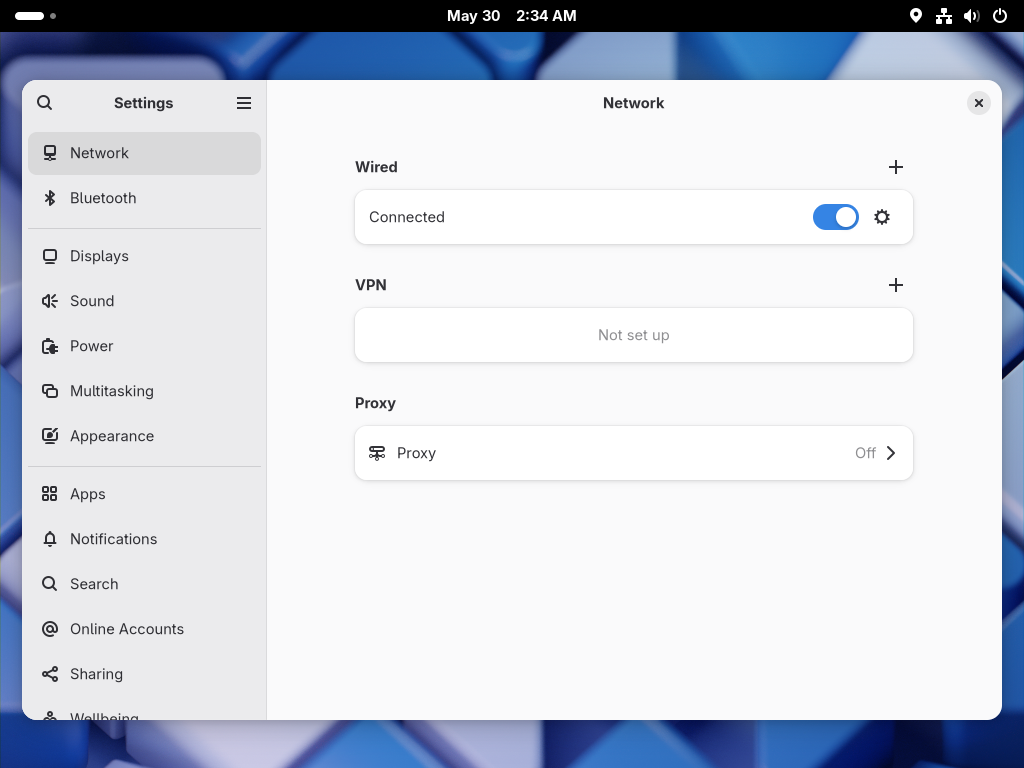 May 30 2:34 AM
Settings
Network
Network
Bluetooth
Displays
Sound
Power
Multitasking
Appearance
Apps
Notifications
Search
Online Accounts
Sharing
Wellbeing
Wired
Connected
VPN
Not set up
Proxy
Proxy Off